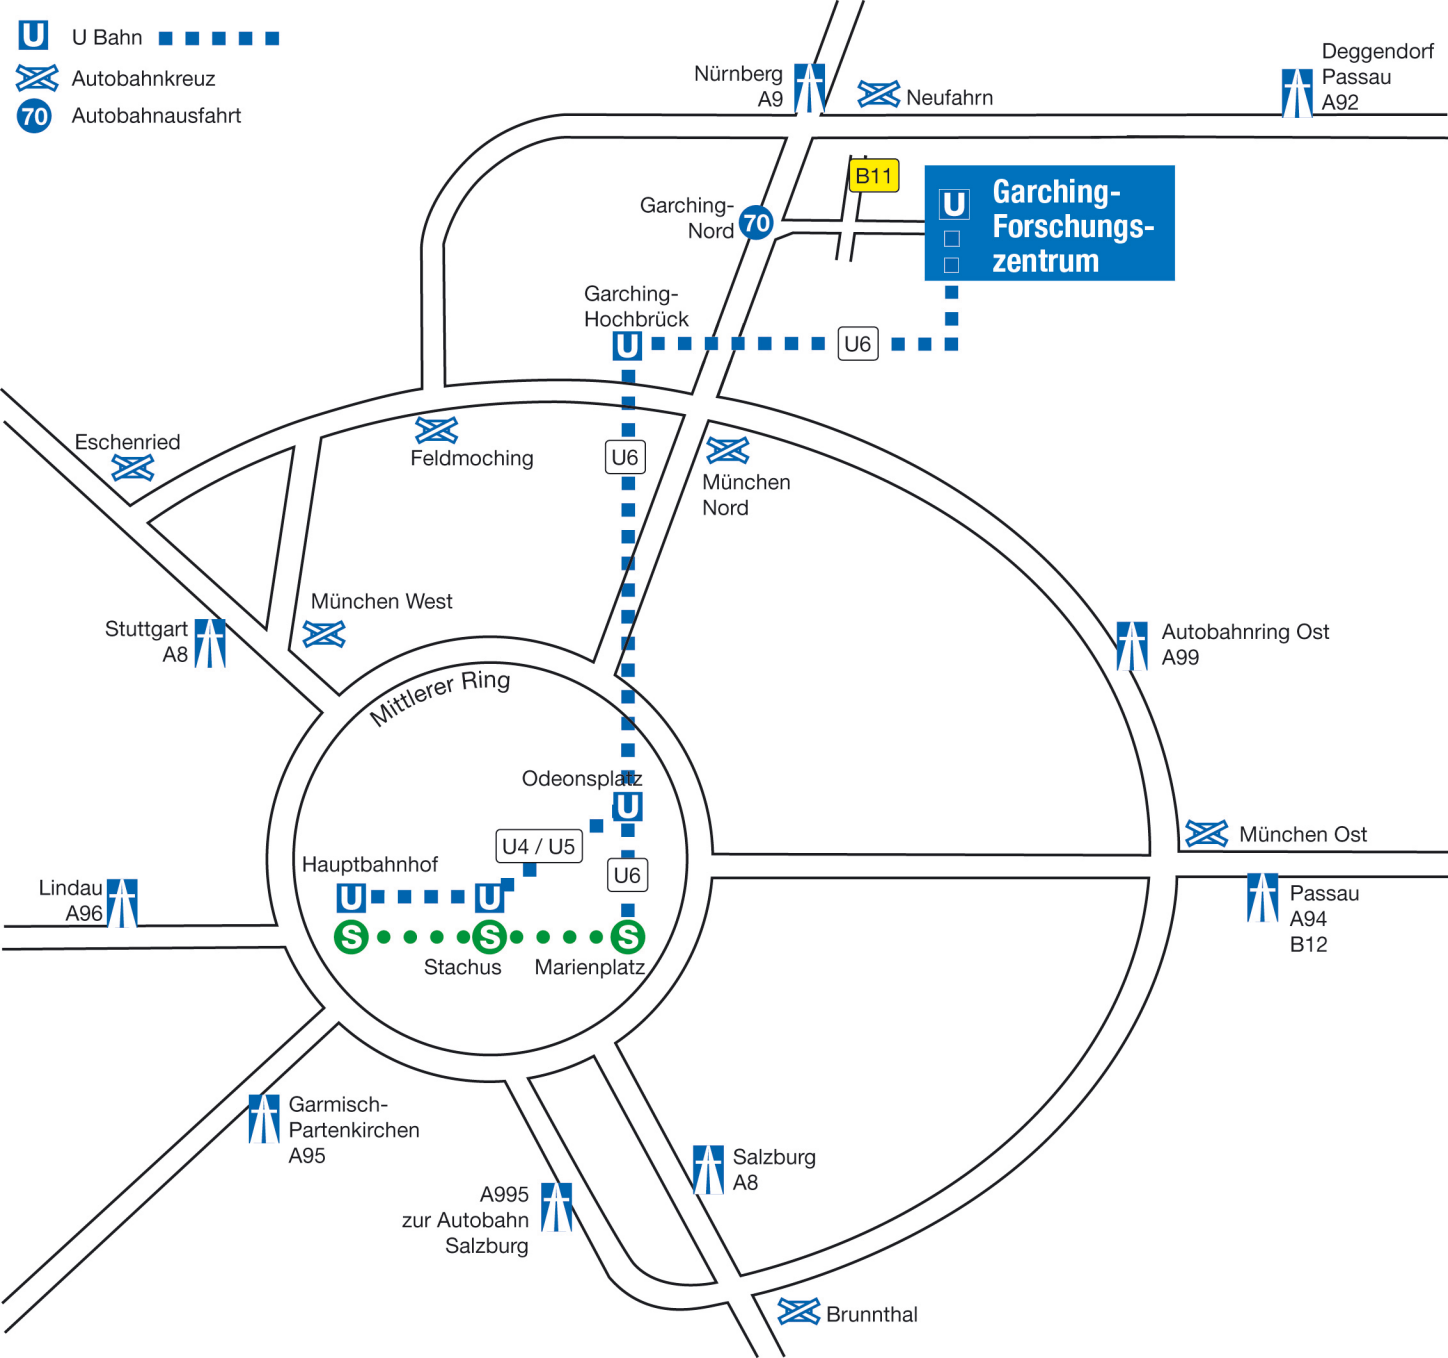 U U Bahn
Autobahnkreuz
70 Autobahnausfahrt
Deggendorf
Passau
A92
Nürnberg
A9
Neufahrn
B11
Garching-
Nord
70
U
Garching-
Forschungs-
zentrum
Garching-
Hochbrück
U
U6
Eschenried
Feldmoching
U6
München
Nord
München West
Stuttgart
A8
Autobahnring Ost
A99
Mittlerer Ring
Odeonsplatz
U
U4 / U5
München Ost
Hauptbahnhof
U6
Lindau
A96
U
U
Passau
A94
B12
S
S
S
Stachus
Marienplatz
Garmisch-
Partenkirchen
A95
Salzburg
A8
A995
zur Autobahn
Salzburg
Brunnthal